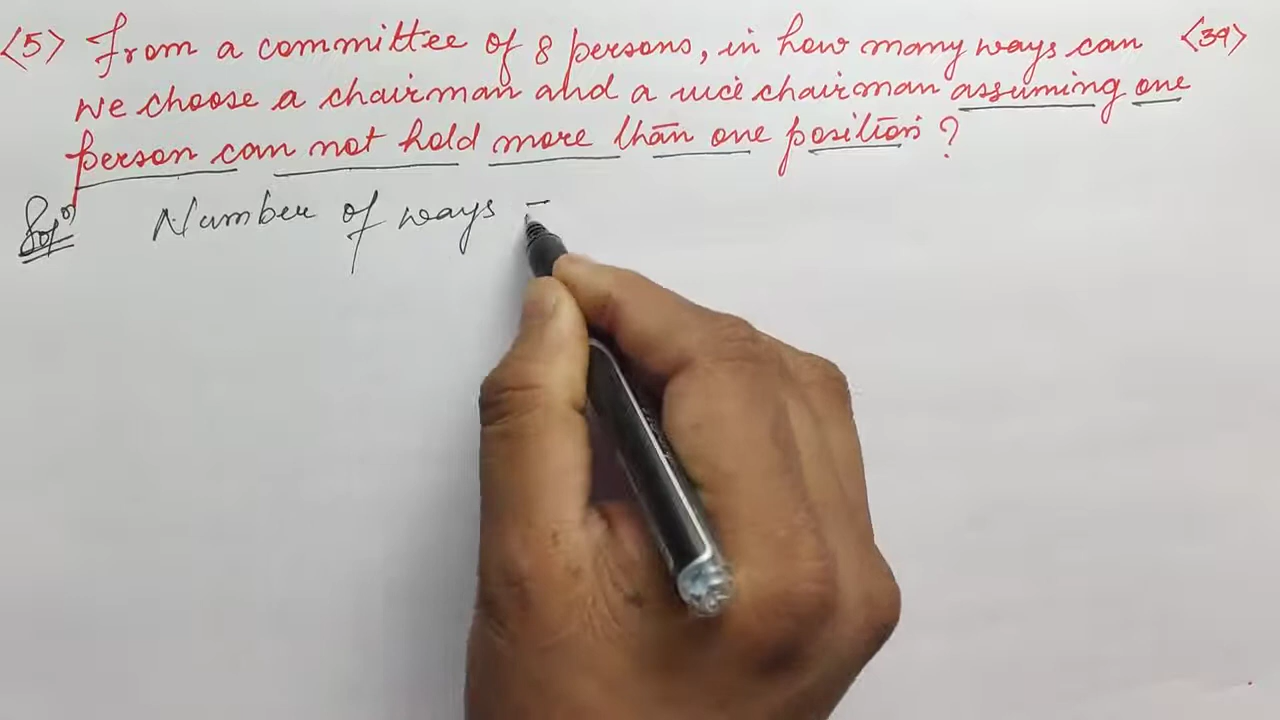 <5> From a committee of 8 persons, in how many ways can <34>
we choose a chairman and a vice chairman assuming one
person can not hold more than one position?
Solⁿ Number of ways =